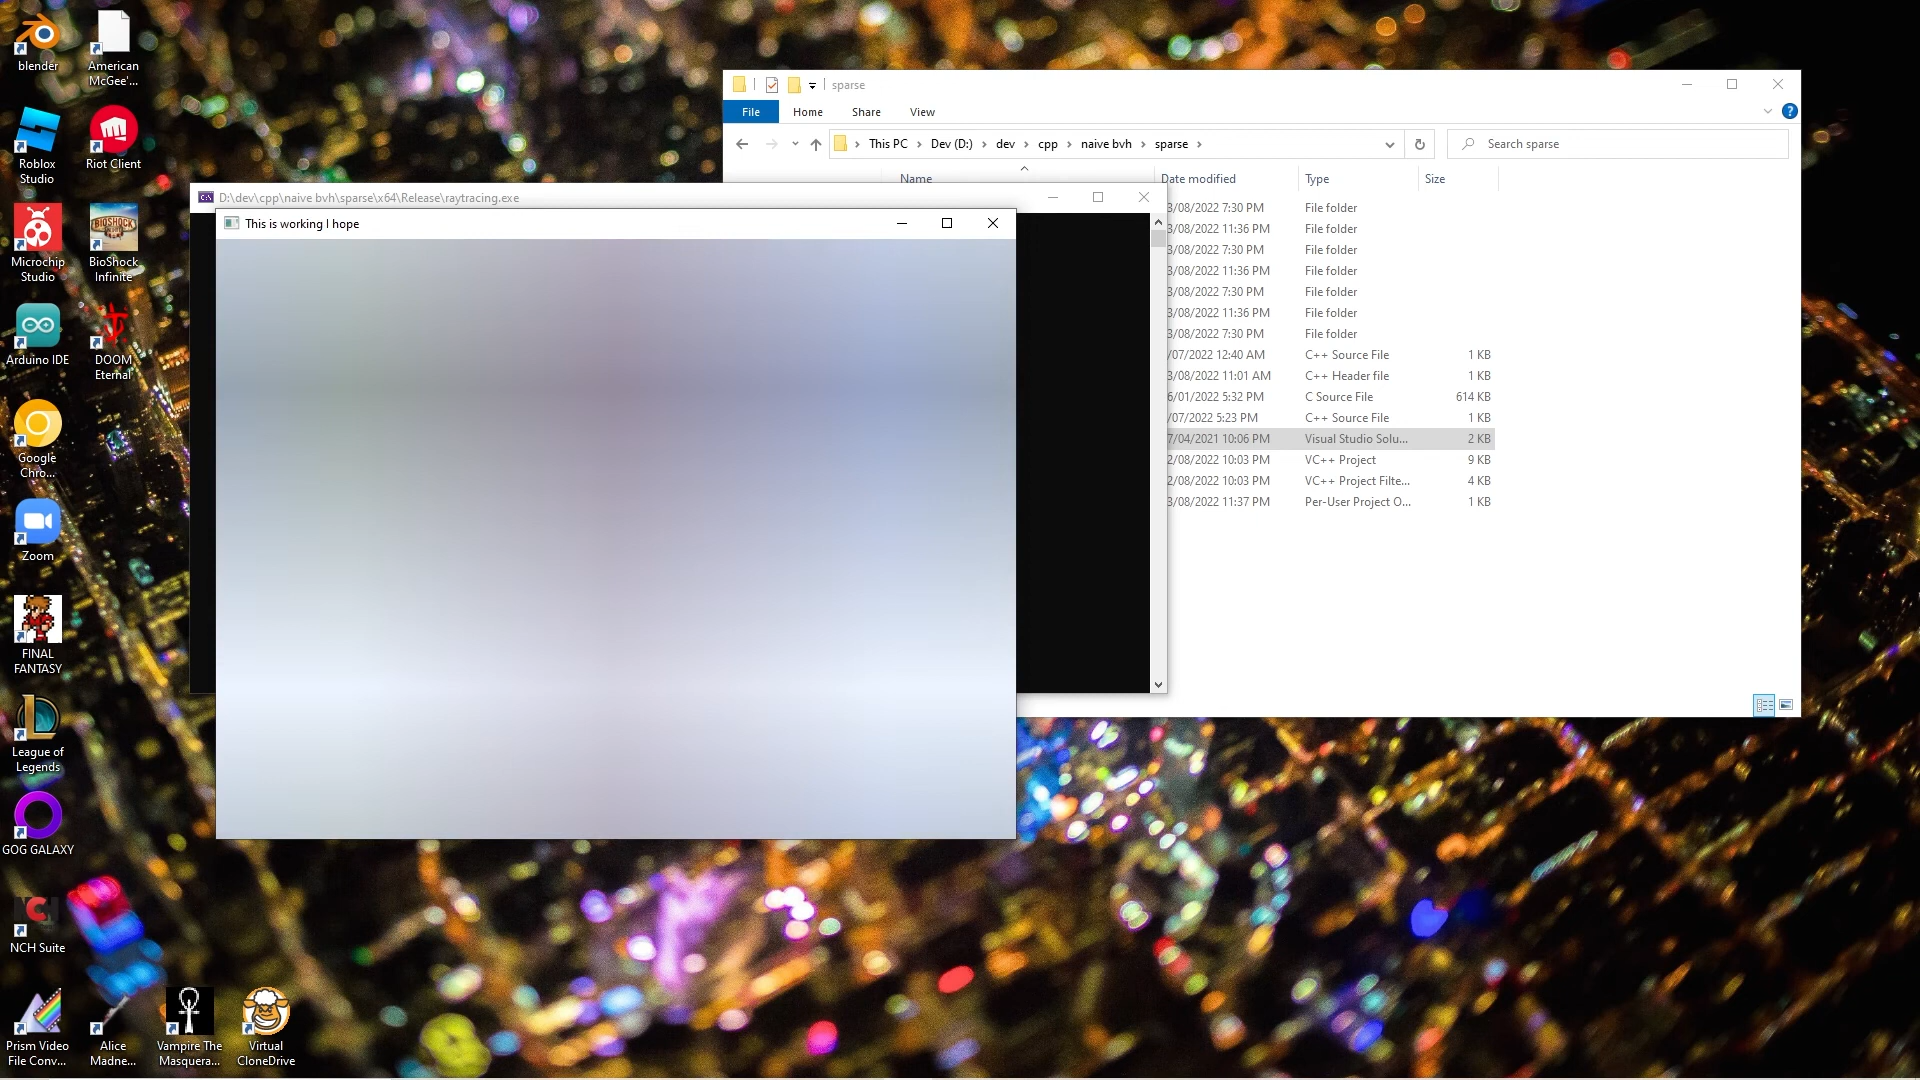 blender
American
McGee'...
Roblox
Studio
Riot Client
Microchip
Studio
BioShock
Infinite
Arduino IDE
DOOM
Eternal
Google
Chro...
Zoom
FINAL
FANTASY
League of
Legends
GOG GALAXY
NCH Suite
Prism Video
File Conv...
Alice
Madne...
Vampire The
Masquera...
Virtual
CloneDrive
sparse
File
Home
Share
View
This PC
Dev (D:)
dev
cpp
naive bvh
sparse
Search sparse
Name
Date modified
Type
Size
3/08/2022 7:30 PM File folder
3/08/2022 11:36 PM File folder
3/08/2022 7:30 PM File folder
3/08/2022 11:36 PM File folder
3/08/2022 7:30 PM File folder
3/08/2022 11:36 PM File folder
3/08/2022 7:30 PM File folder
/07/2022 12:40 AM C++ Source File 1 KB
3/08/2022 11:01 AM C++ Header file 1 KB
6/01/2022 5:32 PM C Source File 614 KB
/07/2022 5:23 PM C++ Source File 1 KB
7/04/2021 10:06 PM Visual Studio Solu... 2 KB
2/08/2022 10:03 PM VC++ Project 9 KB
2/08/2022 10:03 PM VC++ Project Filte... 4 KB
3/08/2022 11:37 PM Per-User Project O... 1 KB
D:\dev\cpp\naive bvh\sparse\x64\Release\raytracing.exe
This is working I hope